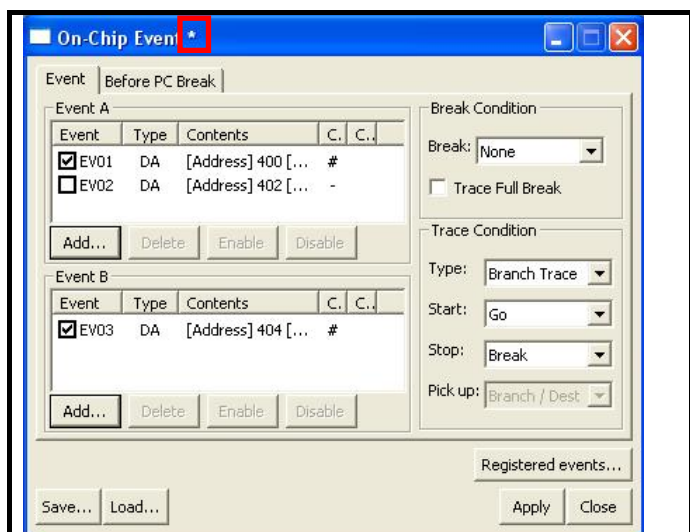 On-Chip Event *
Event
Before PC Break
Event A
Event Type Contents C. C..
EV01 DA [Address] 400 [... #
EV02 DA [Address] 402 [... -
Add... Delete Enable Disable
Event B
Event Type Contents C. C..
EV03 DA [Address] 404 [... #
Add... Delete Enable Disable
Break Condition
Break: None
Trace Full Break
Trace Condition
Type: Branch Trace
Start: Go
Stop: Break
Pick up: Branch / Dest
Registered events...
Save... Load... Apply Close